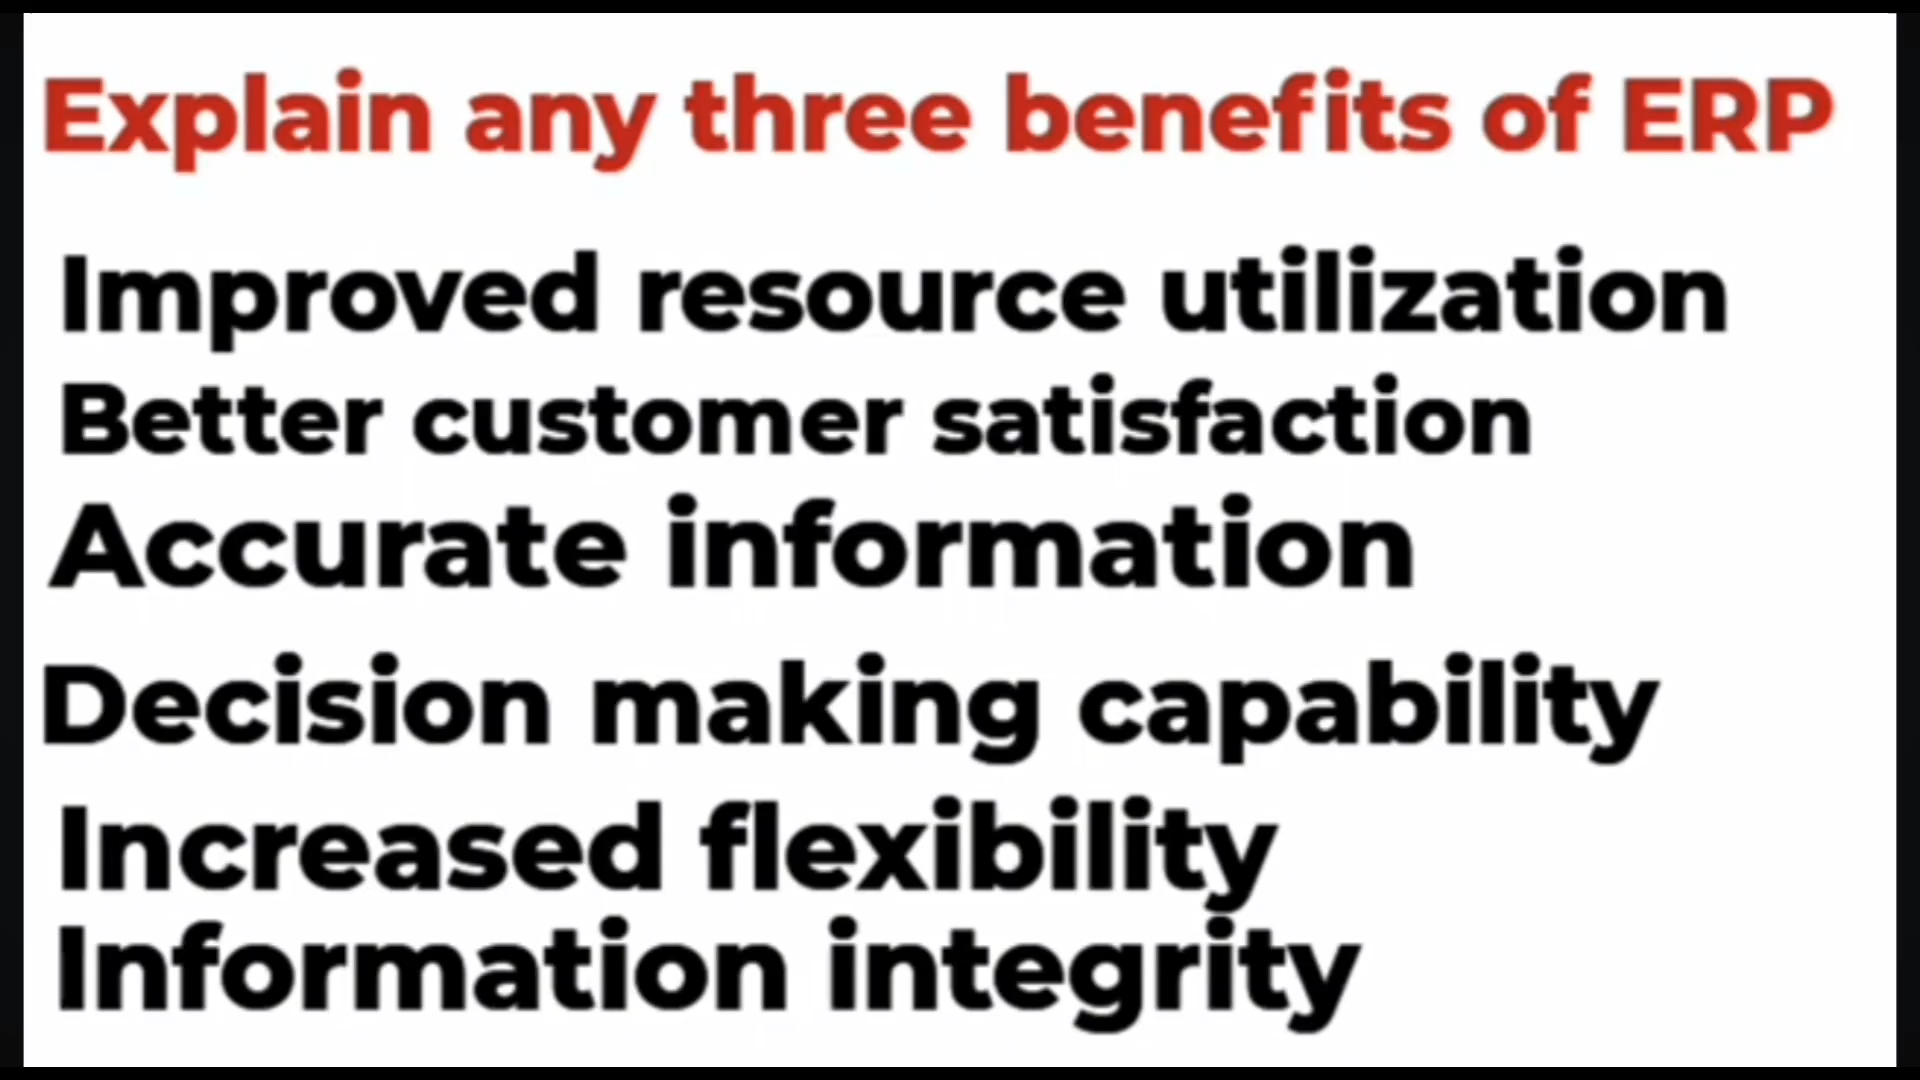 Explain any three benefits of ERP
Improved resource utilization
Better customer satisfaction
Accurate information
Decision making capability
Increased flexibility
Information integrity